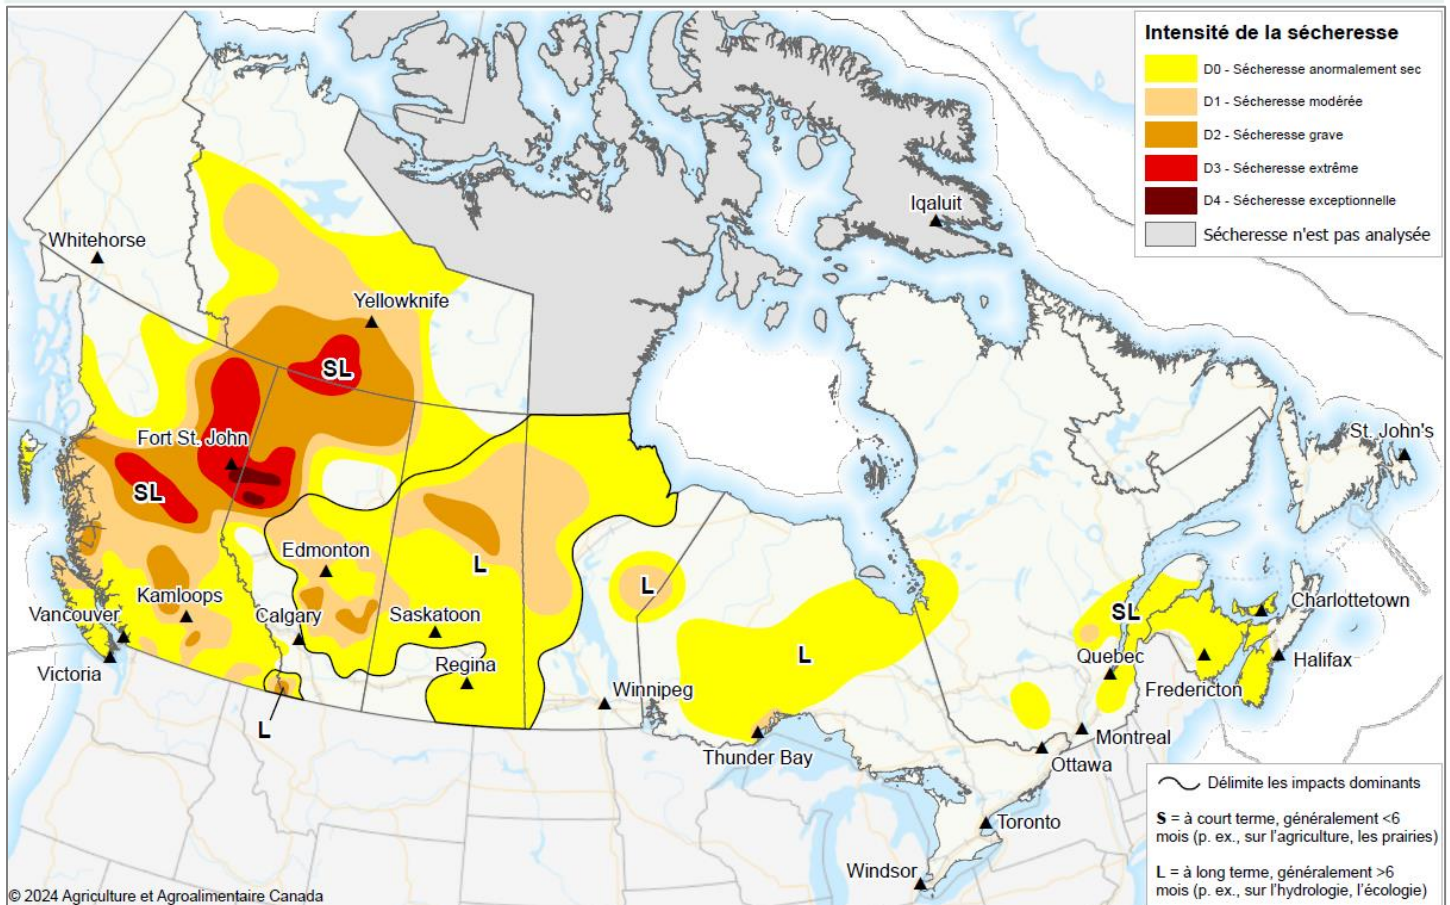 Intensité de la sécheresse
D0 - Sécheresse anormalement sec
D1 - Sécheresse modérée
D2 - Sécheresse grave
D3 - Sécheresse extrême
D4 - Sécheresse exceptionnelle
Sécheresse n'est pas analysée
Iqaluit
Whitehorse
Yellowknife
SL
Fort St. John
St. John's
SL
Edmonton
L
L
Kamloops
Vancouver
Calgary
Saskatoon
SL
Charlottetown
L
Victoria
Regina
Quebec
Halifax
Winnipeg
Fredericton
L
Thunder Bay
Montreal
Ottawa
Toronto
Windsor
Délimite les impacts dominants
S = à court terme, généralement <6
mois (p. ex., sur l'agriculture, les prairies)
L = à long terme, généralement >6
mois (p. ex., sur l'hydrologie, l'écologie)
© 2024 Agriculture et Agroalimentaire Canada